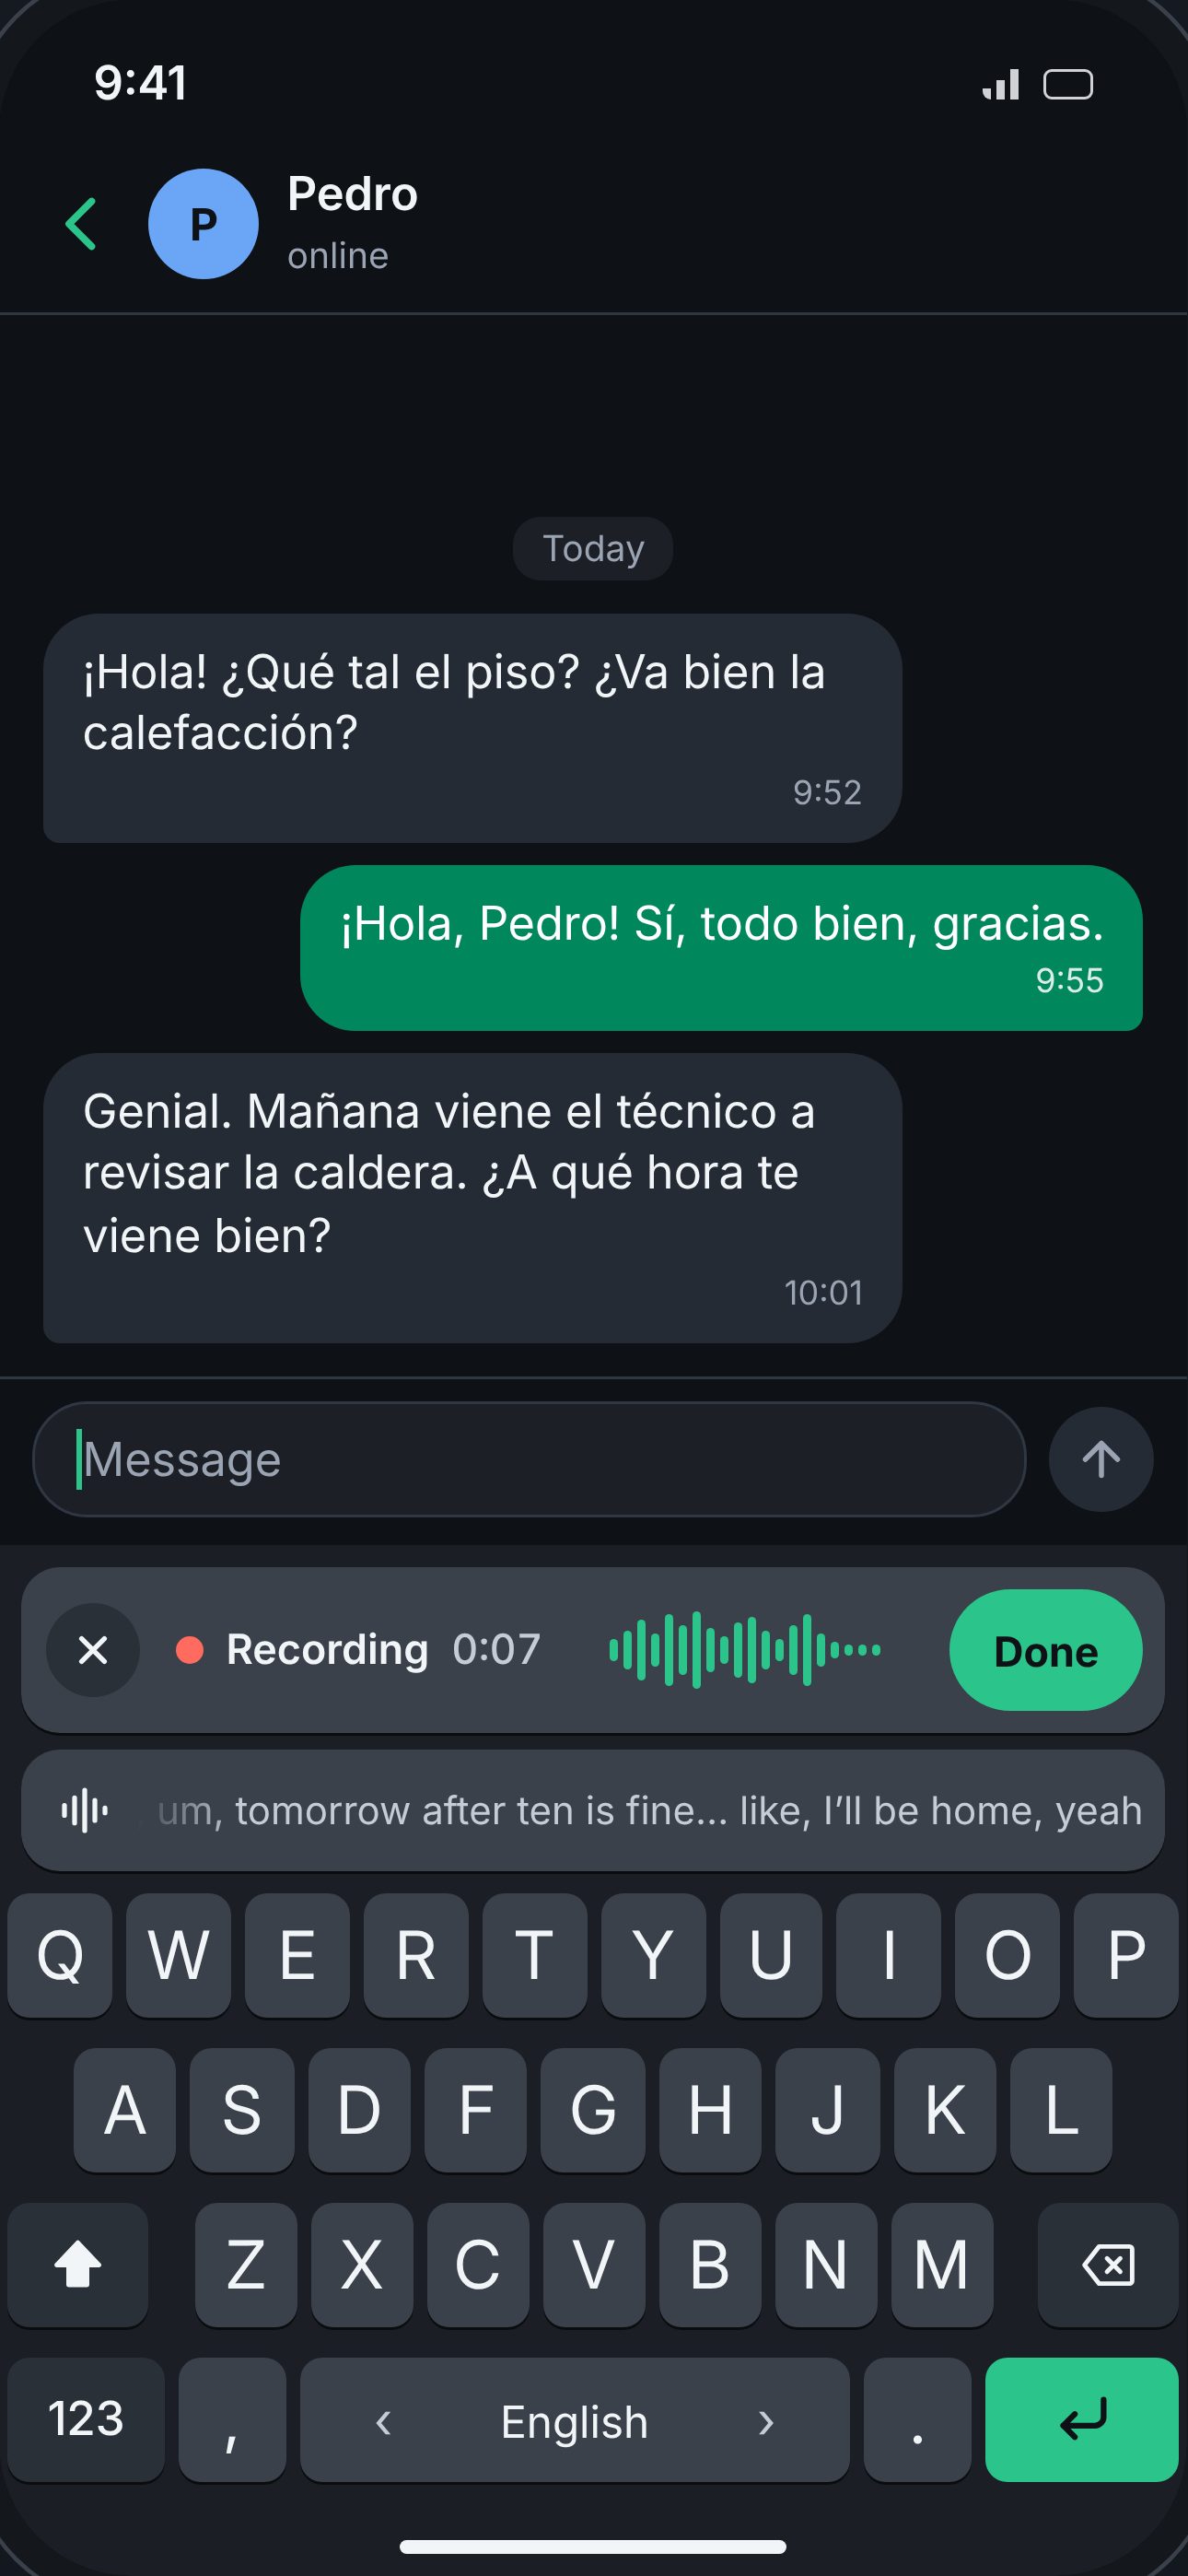 9:41
P
Pedro
online
Today
¡Hola! ¿Qué tal el piso? ¿Va bien la
calefacción?
9:52
¡Hola, Pedro! Sí, todo bien, gracias.
9:55
Genial. Mañana viene el técnico a
revisar la caldera. ¿A qué hora te
viene bien?
10:01
Message
Recording 0:07
Done
um, tomorrow after ten is fine… like, I’ll be home, yeah
Q W E R T Y U I O P
A S D F G H J K L
Z X C V B N M
123 , ‹ English › .